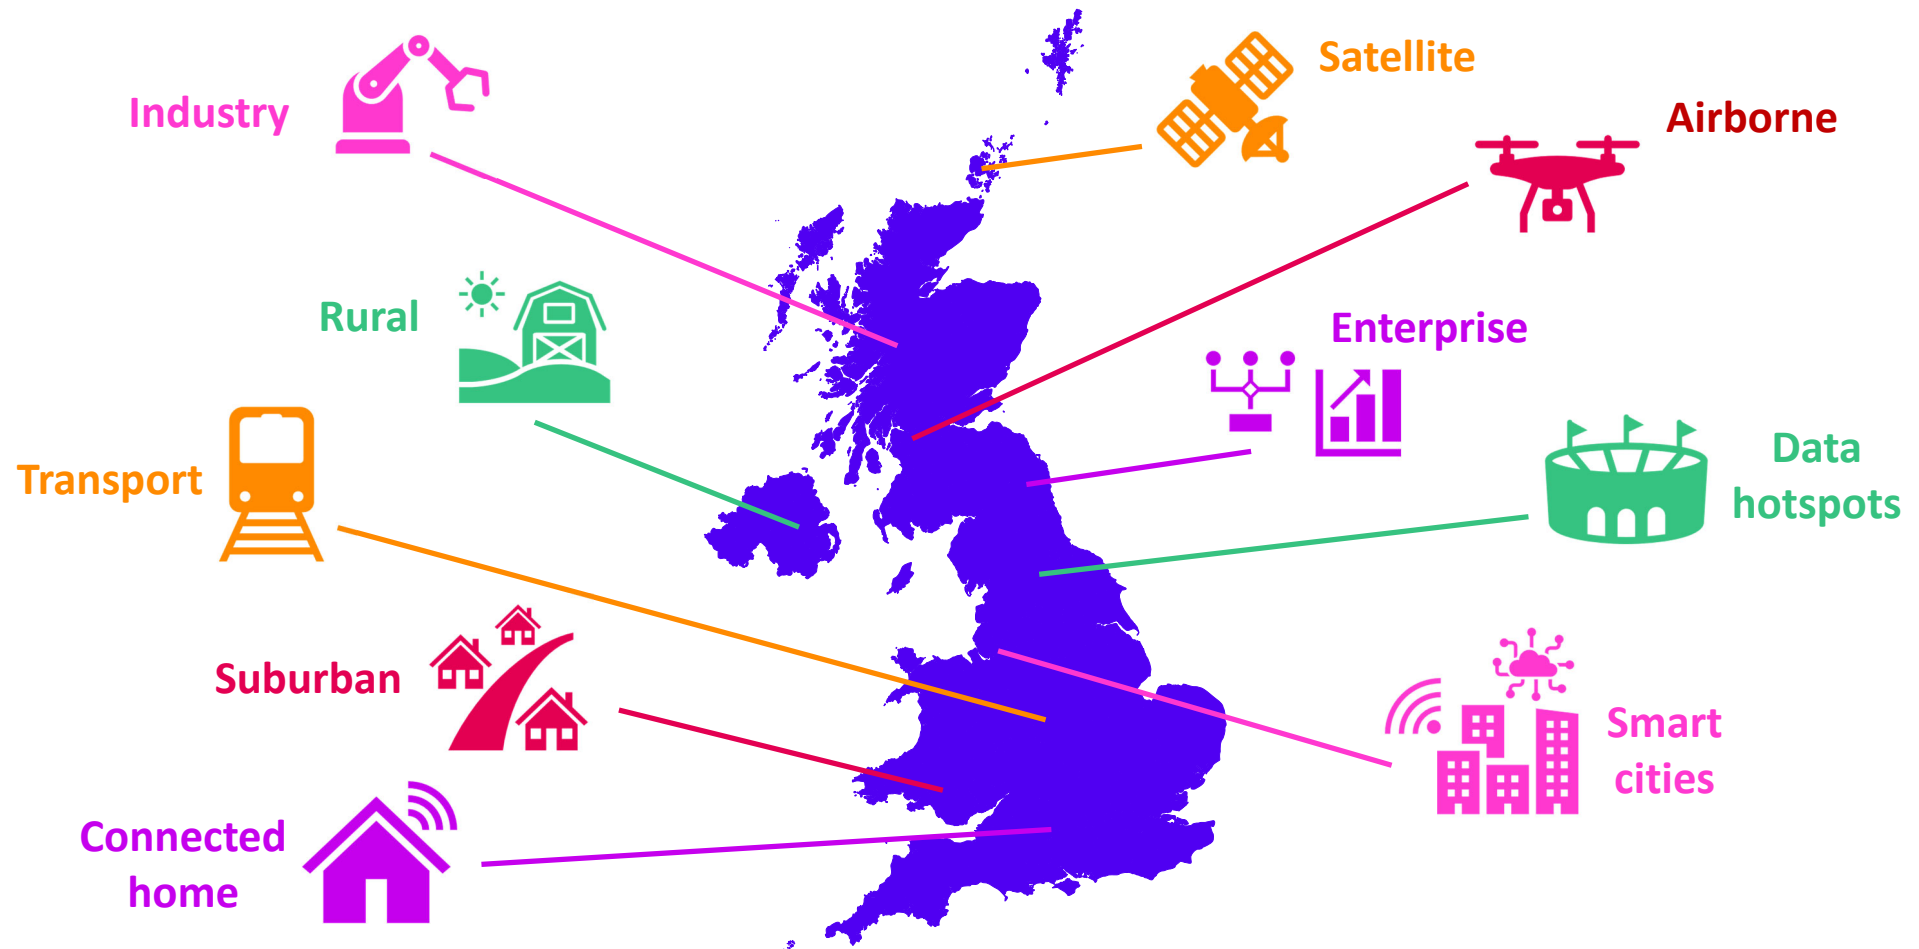 Satellite
Industry
Airborne
Rural
Enterprise
Data
hotspots
Transport
Suburban
Smart
cities
Connected
home